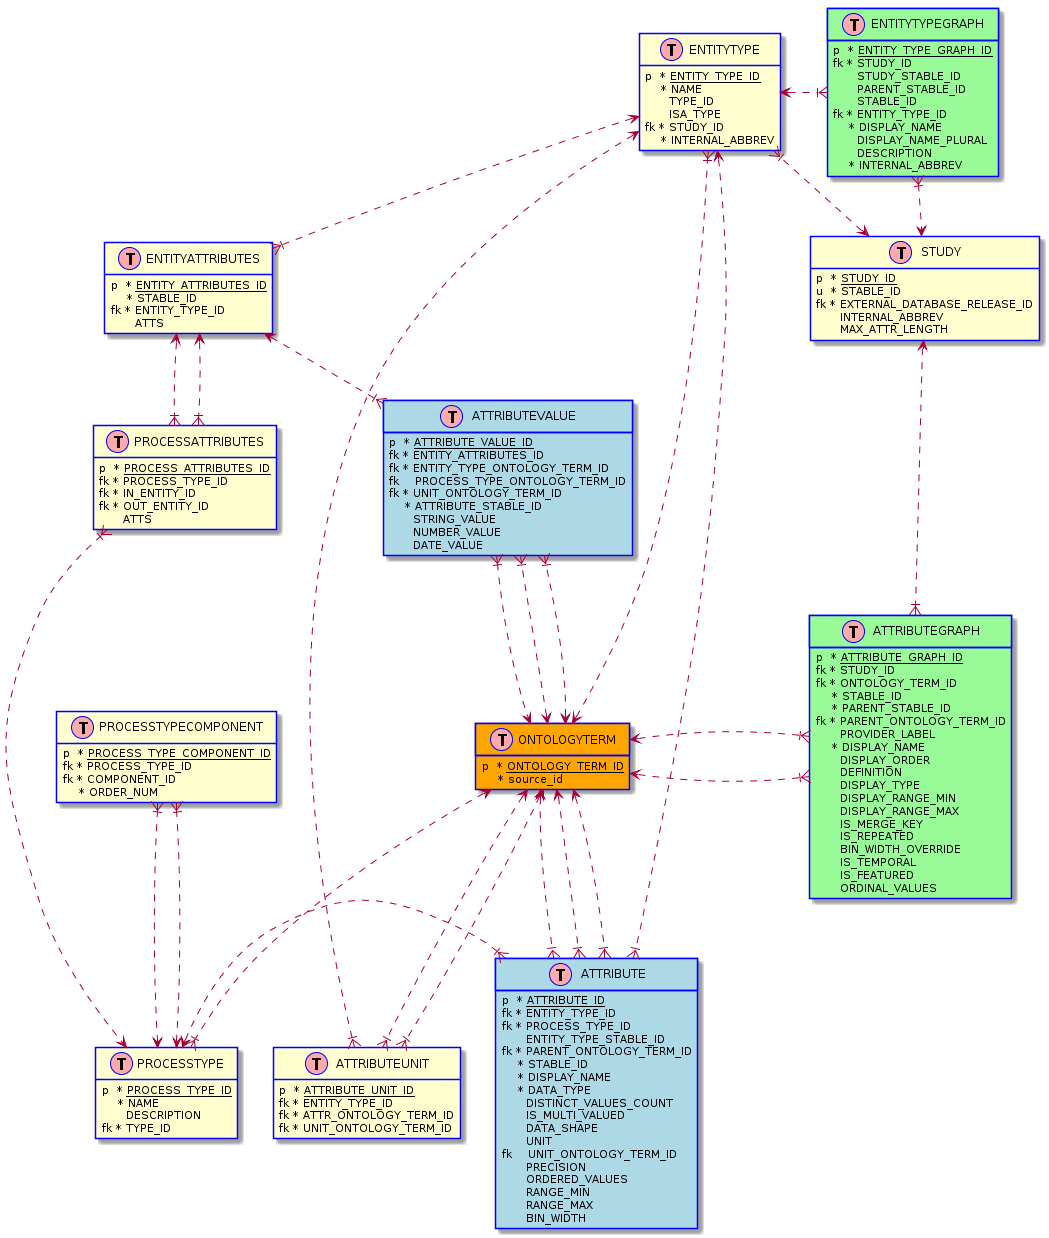 T ENTITYTYPEGRAPH
p * ENTITY_TYPE_GRAPH_ID
fk * STUDY_ID
STUDY_STABLE_ID
PARENT_STABLE_ID
STABLE_ID
fk * ENTITY_TYPE_ID
* DISPLAY_NAME
DISPLAY_NAME_PLURAL
DESCRIPTION
* INTERNAL_ABBREV
T ENTITYTYPE
p * ENTITY_TYPE_ID
* NAME
TYPE_ID
ISA_TYPE
fk * STUDY_ID
* INTERNAL_ABBREV
T STUDY
p * STUDY_ID
u * STABLE_ID
fk * EXTERNAL_DATABASE_RELEASE_ID
INTERNAL_ABBREV
MAX_ATTR_LENGTH
T ENTITYATTRIBUTES
p * ENTITY_ATTRIBUTES_ID
* STABLE_ID
fk * ENTITY_TYPE_ID
ATTS
T ATTRIBUTEVALUE
p * ATTRIBUTE_VALUE_ID
fk * ENTITY_ATTRIBUTES_ID
fk * ENTITY_TYPE_ONTOLOGY_TERM_ID
fk PROCESS_TYPE_ONTOLOGY_TERM_ID
fk * UNIT_ONTOLOGY_TERM_ID
* ATTRIBUTE_STABLE_ID
STRING_VALUE
NUMBER_VALUE
DATE_VALUE
T PROCESSATTRIBUTES
p * PROCESS_ATTRIBUTES_ID
fk * PROCESS_TYPE_ID
fk * IN_ENTITY_ID
fk * OUT_ENTITY_ID
ATTS
T ATTRIBUTEGRAPH
p * ATTRIBUTE_GRAPH_ID
fk * STUDY_ID
fk * ONTOLOGY_TERM_ID
* STABLE_ID
* PARENT_STABLE_ID
fk * PARENT_ONTOLOGY_TERM_ID
PROVIDER_LABEL
* DISPLAY_NAME
DISPLAY_ORDER
DEFINITION
DISPLAY_TYPE
DISPLAY_RANGE_MIN
DISPLAY_RANGE_MAX
IS_MERGE_KEY
IS_REPEATED
BIN_WIDTH_OVERRIDE
IS_TEMPORAL
IS_FEATURED
ORDINAL_VALUES
T PROCESSTYPECOMPONENT
p * PROCESS_TYPE_COMPONENT_ID
fk * PROCESS_TYPE_ID
fk * COMPONENT_ID
* ORDER_NUM
T ONTOLOGYTERM
p * ONTOLOGY_TERM_ID
* source_id
T PROCESSTYPE
p * PROCESS_TYPE_ID
* NAME
DESCRIPTION
fk * TYPE_ID
T ATTRIBUTEUNIT
p * ATTRIBUTE_UNIT_ID
fk * ENTITY_TYPE_ID
fk * ATTR_ONTOLOGY_TERM_ID
fk * UNIT_ONTOLOGY_TERM_ID
T ATTRIBUTE
p * ATTRIBUTE_ID
fk * ENTITY_TYPE_ID
fk * PROCESS_TYPE_ID
ENTITY_TYPE_STABLE_ID
fk * PARENT_ONTOLOGY_TERM_ID
* STABLE_ID
* DISPLAY_NAME
* DATA_TYPE
DISTINCT_VALUES_COUNT
IS_MULTI_VALUED
DATA_SHAPE
UNIT
fk UNIT_ONTOLOGY_TERM_ID
PRECISION
ORDERED_VALUES
RANGE_MIN
RANGE_MAX
BIN_WIDTH